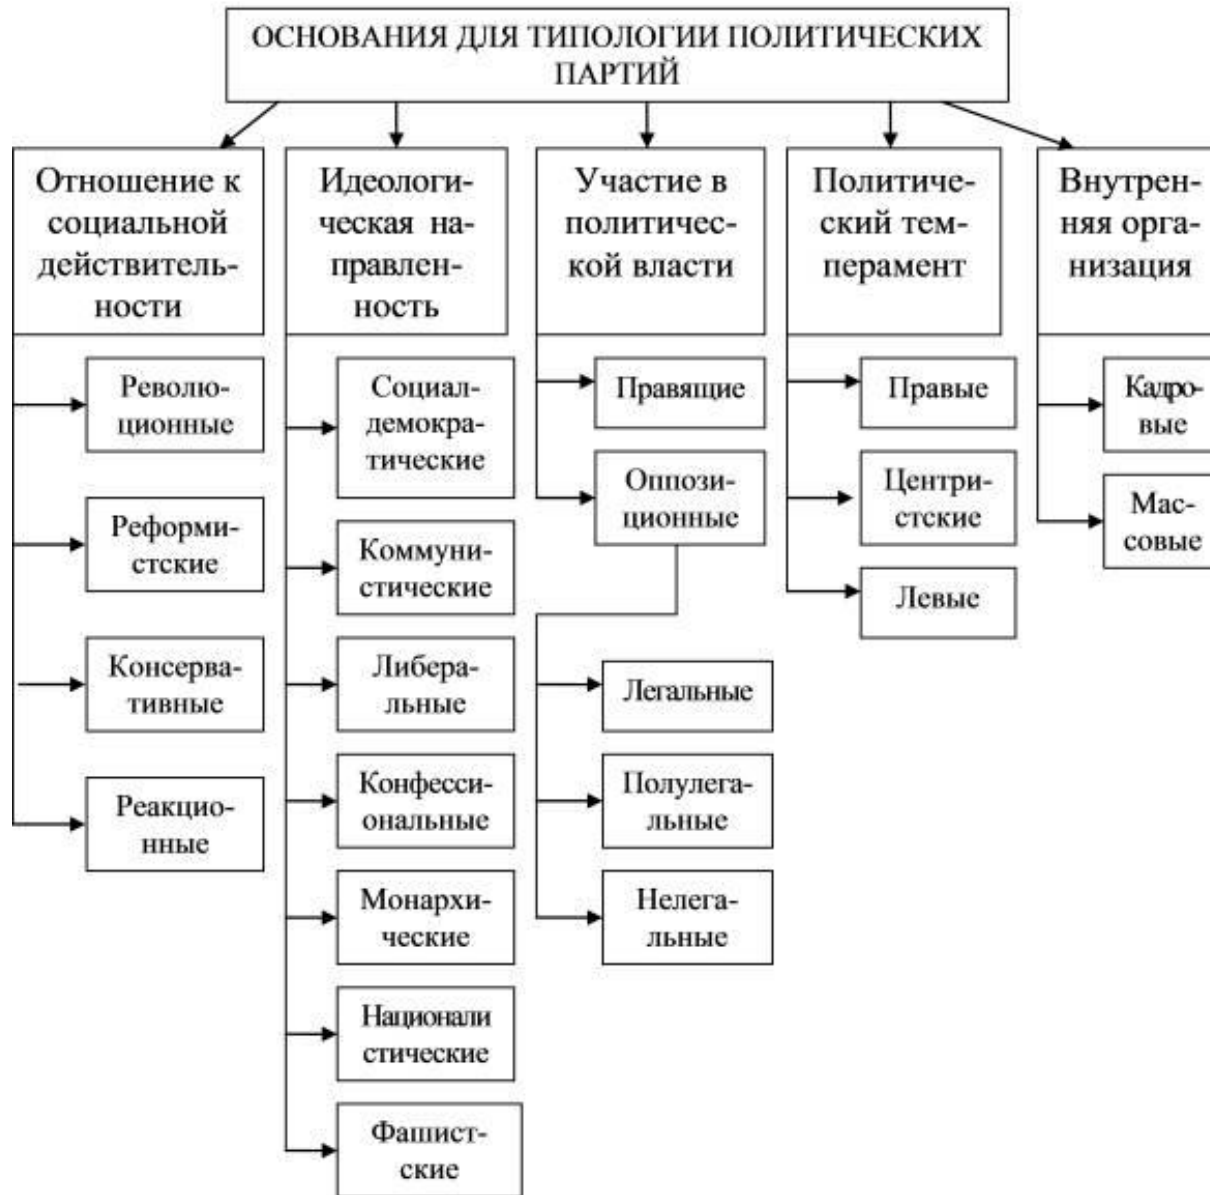 ОСНОВАНИЯ ДЛЯ ТИПОЛОГИИ ПОЛИТИЧЕСКИХ
ПАРТИЙ
Отношение к
социальной
действитель-
ности
Револю-
ционные
Реформи-
стские
Консерва-
тивные
Реакцио-
нные
Идеологи-
ческая на-
правлен-
ность
Социал-
демокра-
тические
Коммуни-
стические
Либера-
льные
Конфесси-
ональные
Монархи-
ческие
Национали
стические
Фашист-
ские
Участие в
политичес-
кой власти
Правящие
Оппози-
ционные
Легальные
Полулега-
льные
Нелега-
льные
Политиче-
ский тем-
перамент
Правые
Центри-
стские
Левые
Внутрен-
няя орга-
низация
Кадро-
вые
Мас-
совые